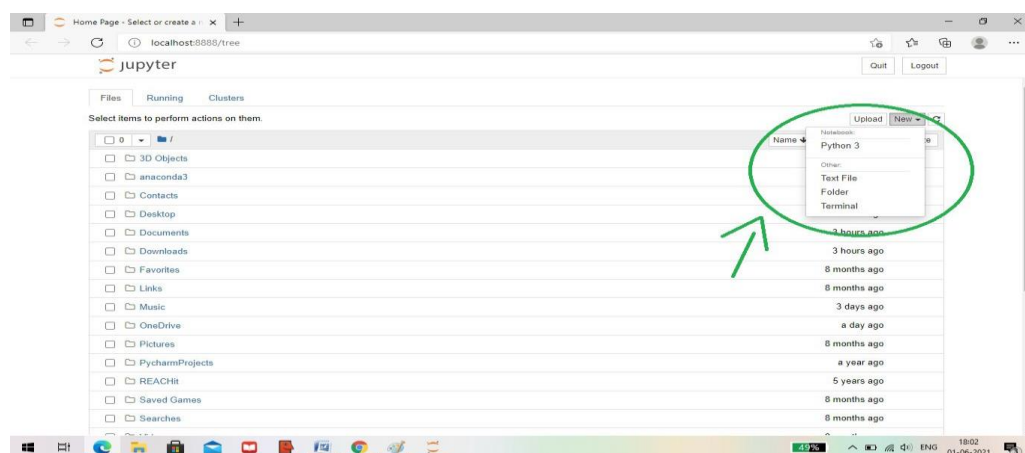 Home Page - Select or create a
localhost:8888/tree
jupyter
Quit
Logout
Files
Running
Clusters
Select items to perform actions on them.
Upload
New
0
/
Name
Notebook:
Python 3
Other:
Text File
Folder
Terminal
3D Objects
anaconda3
Contacts
Desktop
Documents
3 hours ago
Downloads
3 hours ago
Favorites
8 months ago
Links
8 months ago
Music
3 days ago
OneDrive
a day ago
Pictures
8 months ago
PycharmProjects
a year ago
REACHit
5 years ago
Saved Games
8 months ago
Searches
8 months ago
49%
ENG
18:02
01-06-2021